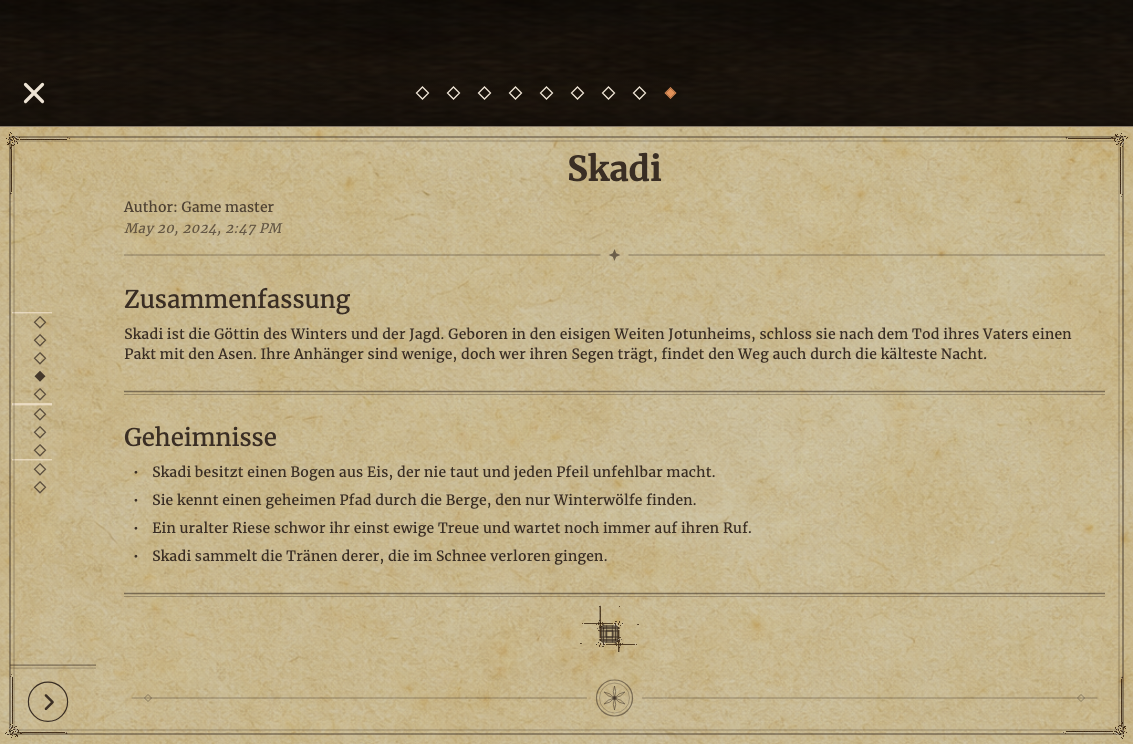 Skadi
Author: Game master
May 20, 2024, 2:47 PM
Zusammenfassung
Skadi ist die Göttin des Winters und der Jagd. Geboren in den eisigen Weiten Jotunheims, schloss sie nach dem Tod ihres Vaters einen
Pakt mit den Asen. Ihre Anhänger sind wenige, doch wer ihren Segen trägt, findet den Weg auch durch die kälteste Nacht.
Geheimnisse
• Skadi besitzt einen Bogen aus Eis, der nie taut und jeden Pfeil unfehlbar macht.
• Sie kennt einen geheimen Pfad durch die Berge, den nur Winterwölfe finden.
• Ein uralter Riese schwor ihr einst ewige Treue und wartet noch immer auf ihren Ruf.
• Skadi sammelt die Tränen derer, die im Schnee verloren gingen.